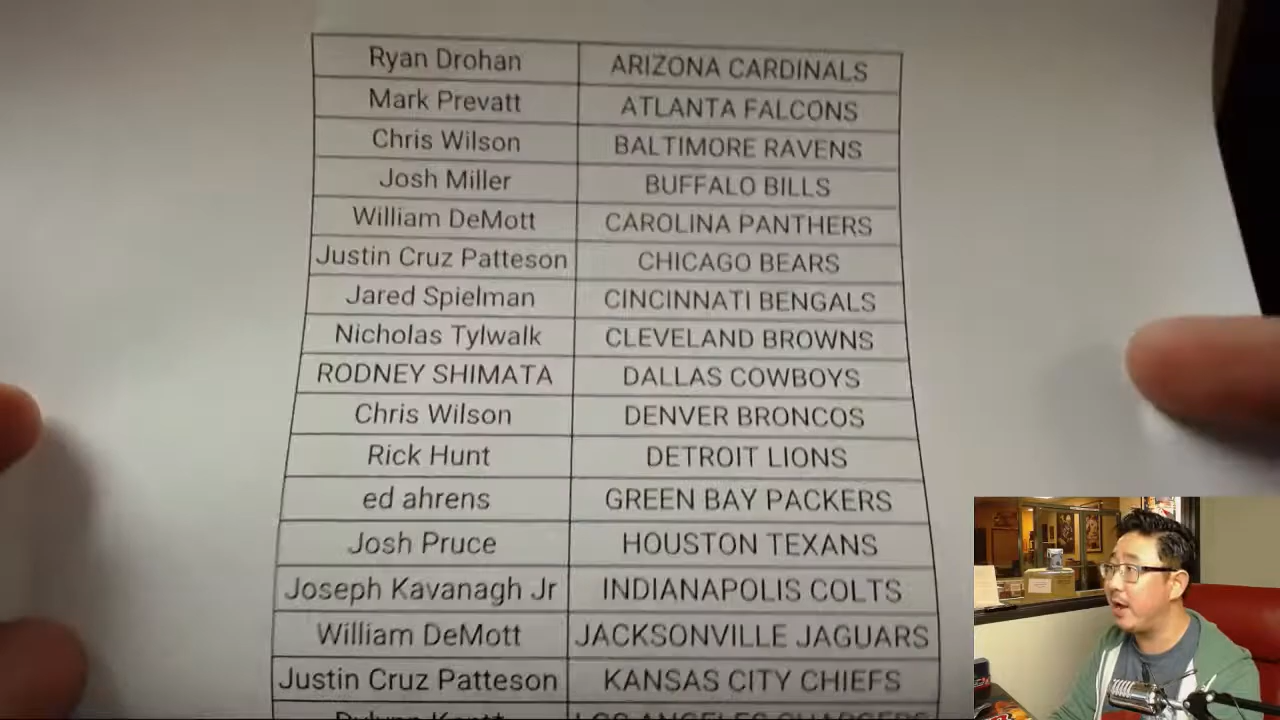 Ryan Drohan ARIZONA CARDINALS
Mark Prevatt ATLANTA FALCONS
Chris Wilson BALTIMORE RAVENS
Josh Miller BUFFALO BILLS
William DeMott CAROLINA PANTHERS
Justin Cruz Patteson CHICAGO BEARS
Jared Spielman CINCINNATI BENGALS
Nicholas Tylwalk CLEVELAND BROWNS
RODNEY SHIMATA DALLAS COWBOYS
Chris Wilson DENVER BRONCOS
Rick Hunt DETROIT LIONS
ed ahrens GREEN BAY PACKERS
Josh Pruce HOUSTON TEXANS
Joseph Kavanagh Jr INDIANAPOLIS COLTS
William DeMott JACKSONVILLE JAGUARS
Justin Cruz Patteson KANSAS CITY CHIEFS
LOS ANGELES CHARGERS